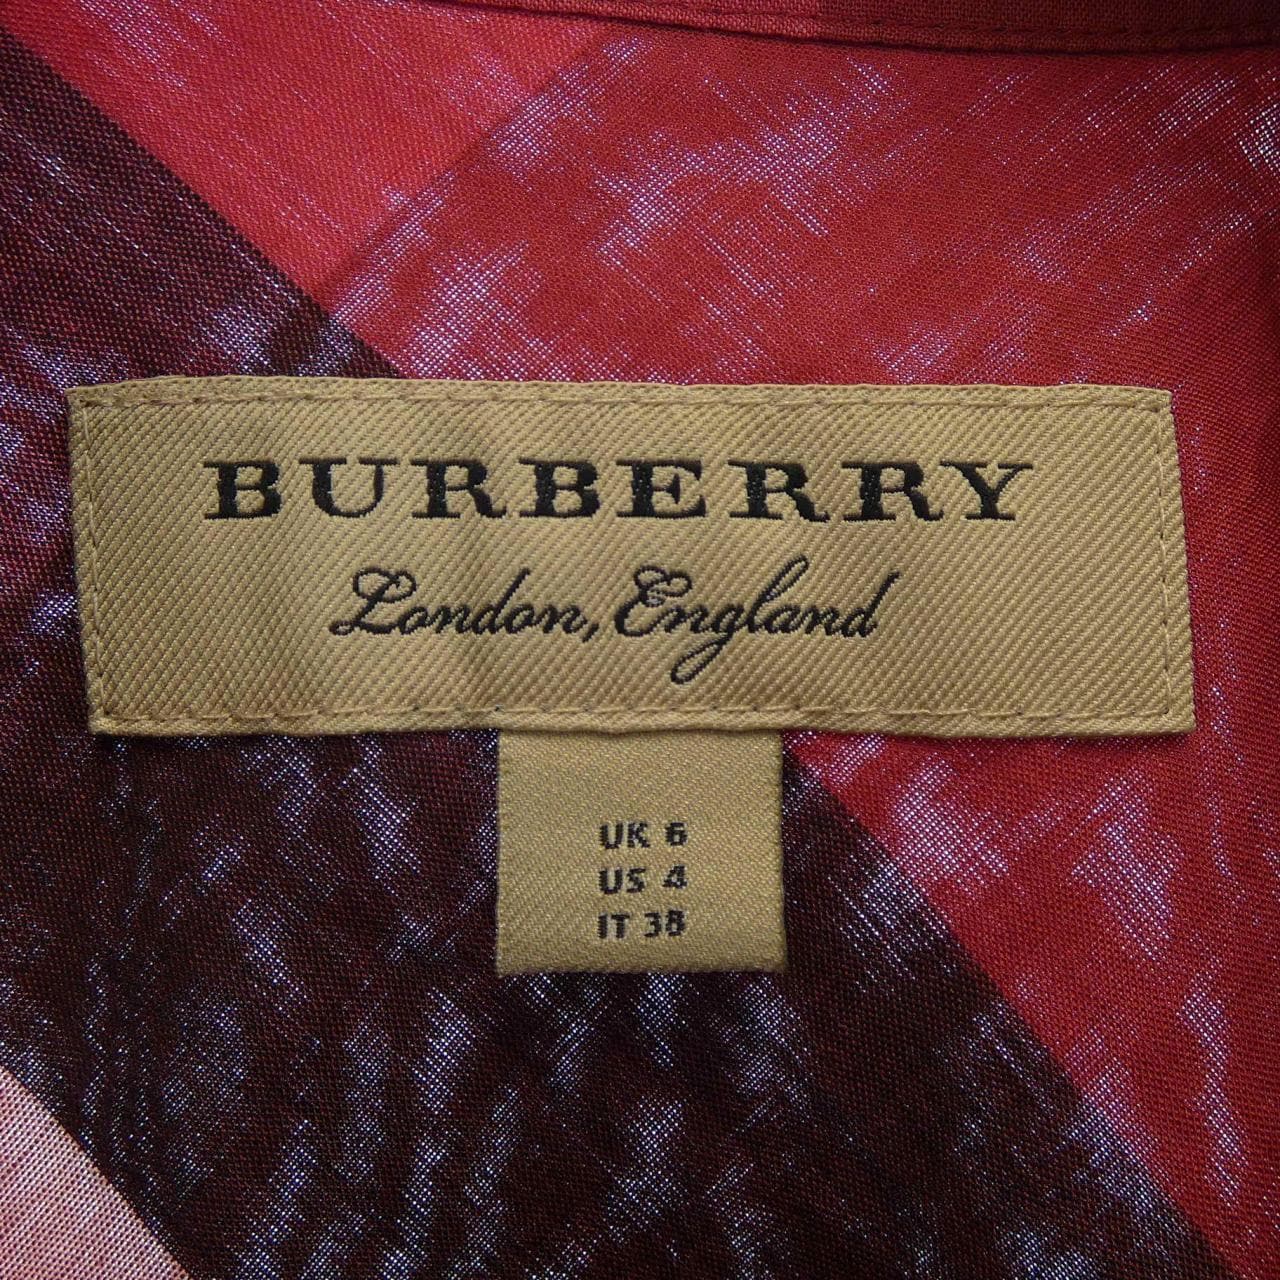 BURBERRY
London, England
UK 6
US 4
IT 38